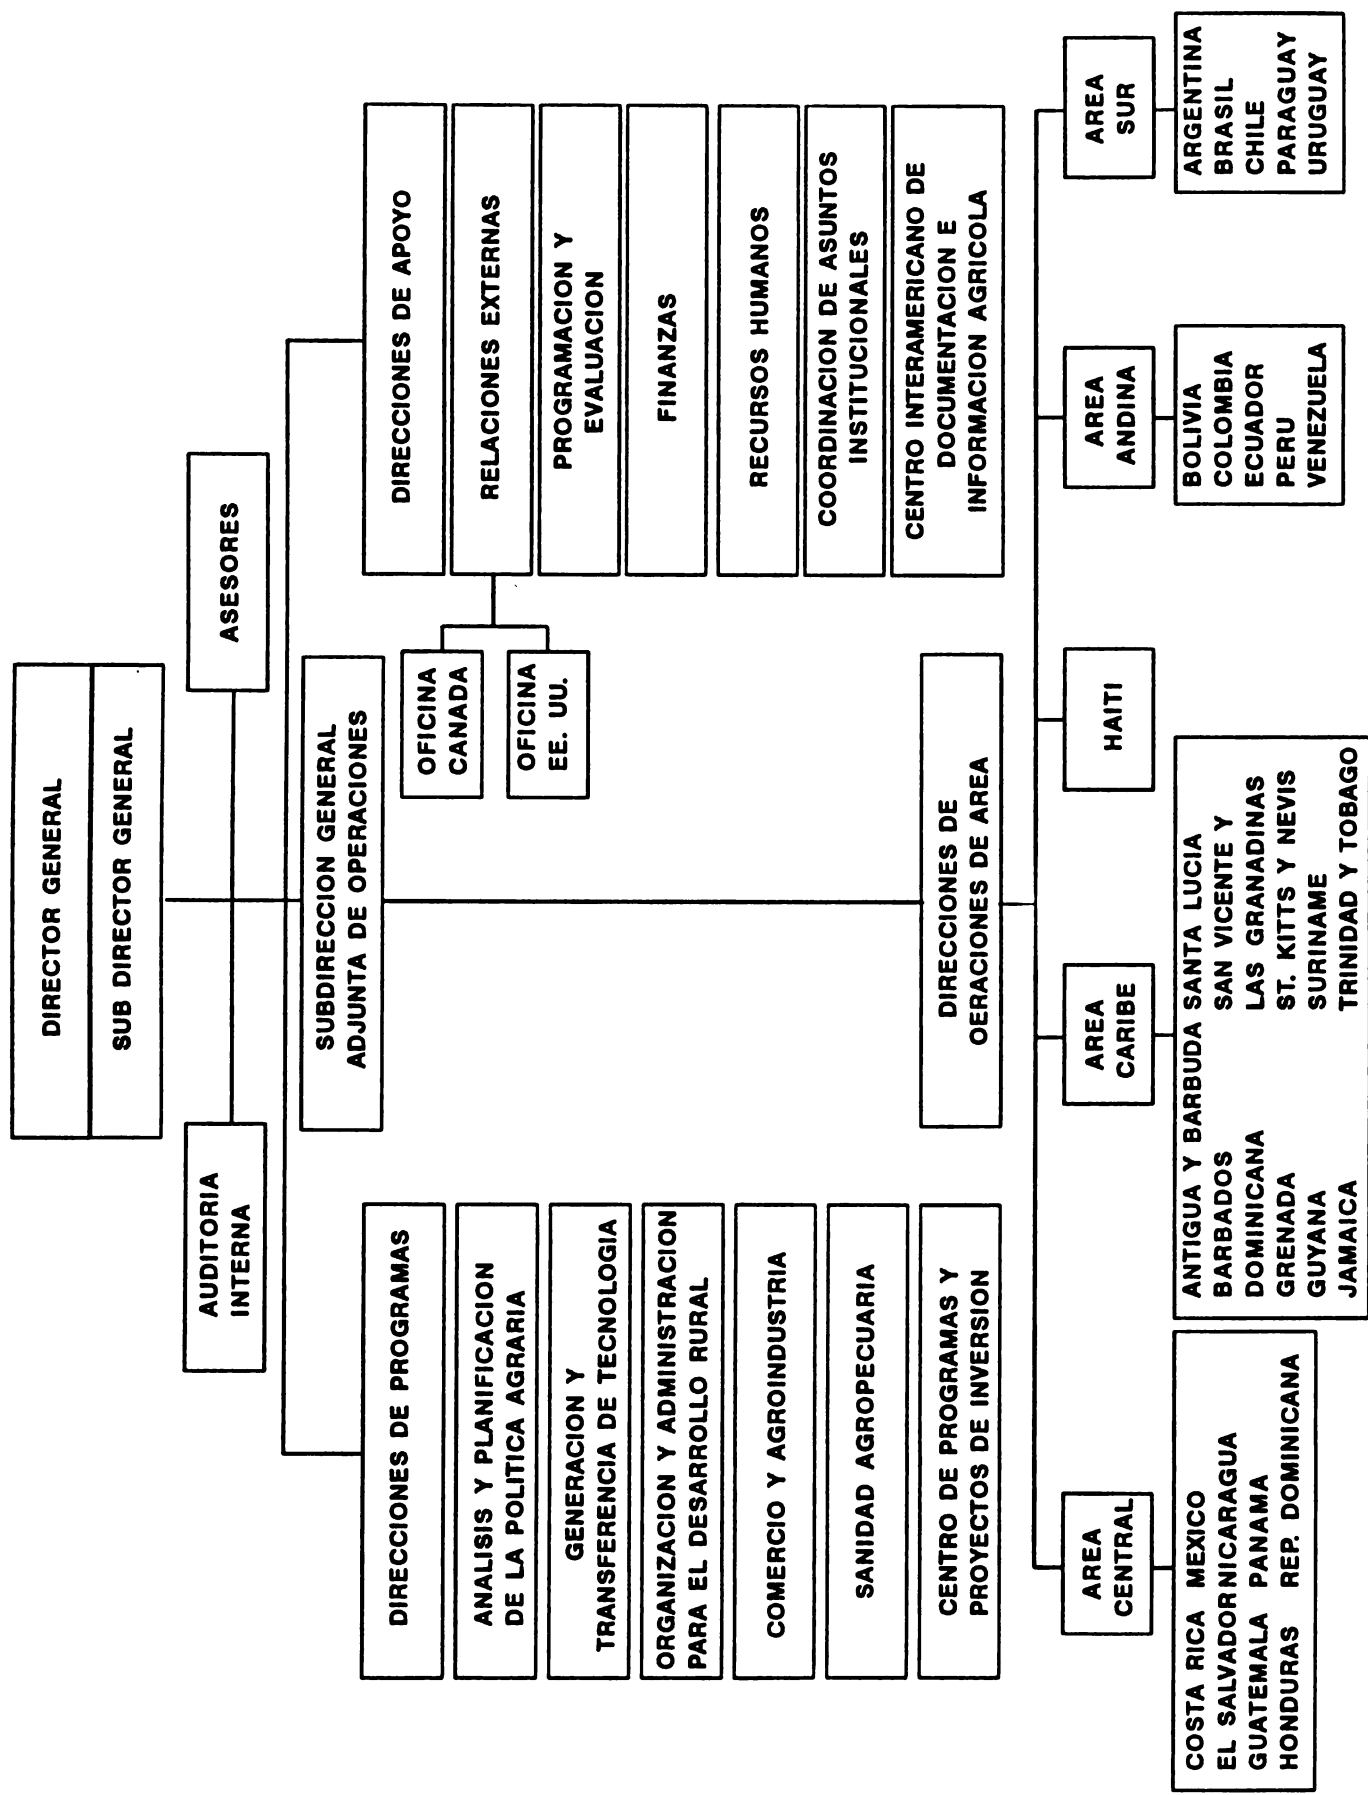 DIRECTOR GENERAL
SUB DIRECTOR GENERAL
AUDITORIA
INTERNA
ASESORES
SUBDIRECCION GENERAL
ADJUNTA DE OPERACIONES
DIRECCIONES DE PROGRAMAS
ANALISIS Y PLANIFICACION
DE LA POLITICA AGRARIA
GENERACION Y
TRANSFERENCIA DE TECNOLOGIA
ORGANIZACION Y ADMINISTRACION
PARA EL DESARROLLO RURAL
COMERCIO Y AGROINDUSTRIA
SANIDAD AGROPECUARIA
CENTRO DE PROGRAMAS Y
PROYECTOS DE INVERSION
OFICINA
CANADA
OFICINA
EE. UU.
DIRECCIONES DE APOYO
RELACIONES EXTERNAS
PROGRAMACION Y
EVALUACION
FINANZAS
RECURSOS HUMANOS
COORDINACION DE ASUNTOS
INSTITUCIONALES
CENTRO INTERAMERICANO DE
DOCUMENTACION E
INFORMACION AGRICOLA
DIRECCIONES DE
OERACIONES DE AREA
AREA
CENTRAL
COSTA RICA MEXICO
EL SALVADORNICARAGUA
GUATEMALA PANAMA
HONDURAS REP. DOMINICANA
AREA
CARIBE
ANTIGUA Y BARBUDA SANTA LUCIA
BARBADOS SAN VICENTE Y
DOMINICANA LAS GRANADINAS
GRENADA ST. KITTS Y NEVIS
GUYANA SURINAME
JAMAICA TRINIDAD Y TOBAGO
HAITI
AREA
ANDINA
BOLIVIA
COLOMBIA
ECUADOR
PERU
VENEZUELA
AREA
SUR
ARGENTINA
BRASIL
CHILE
PARAGUAY
URUGUAY